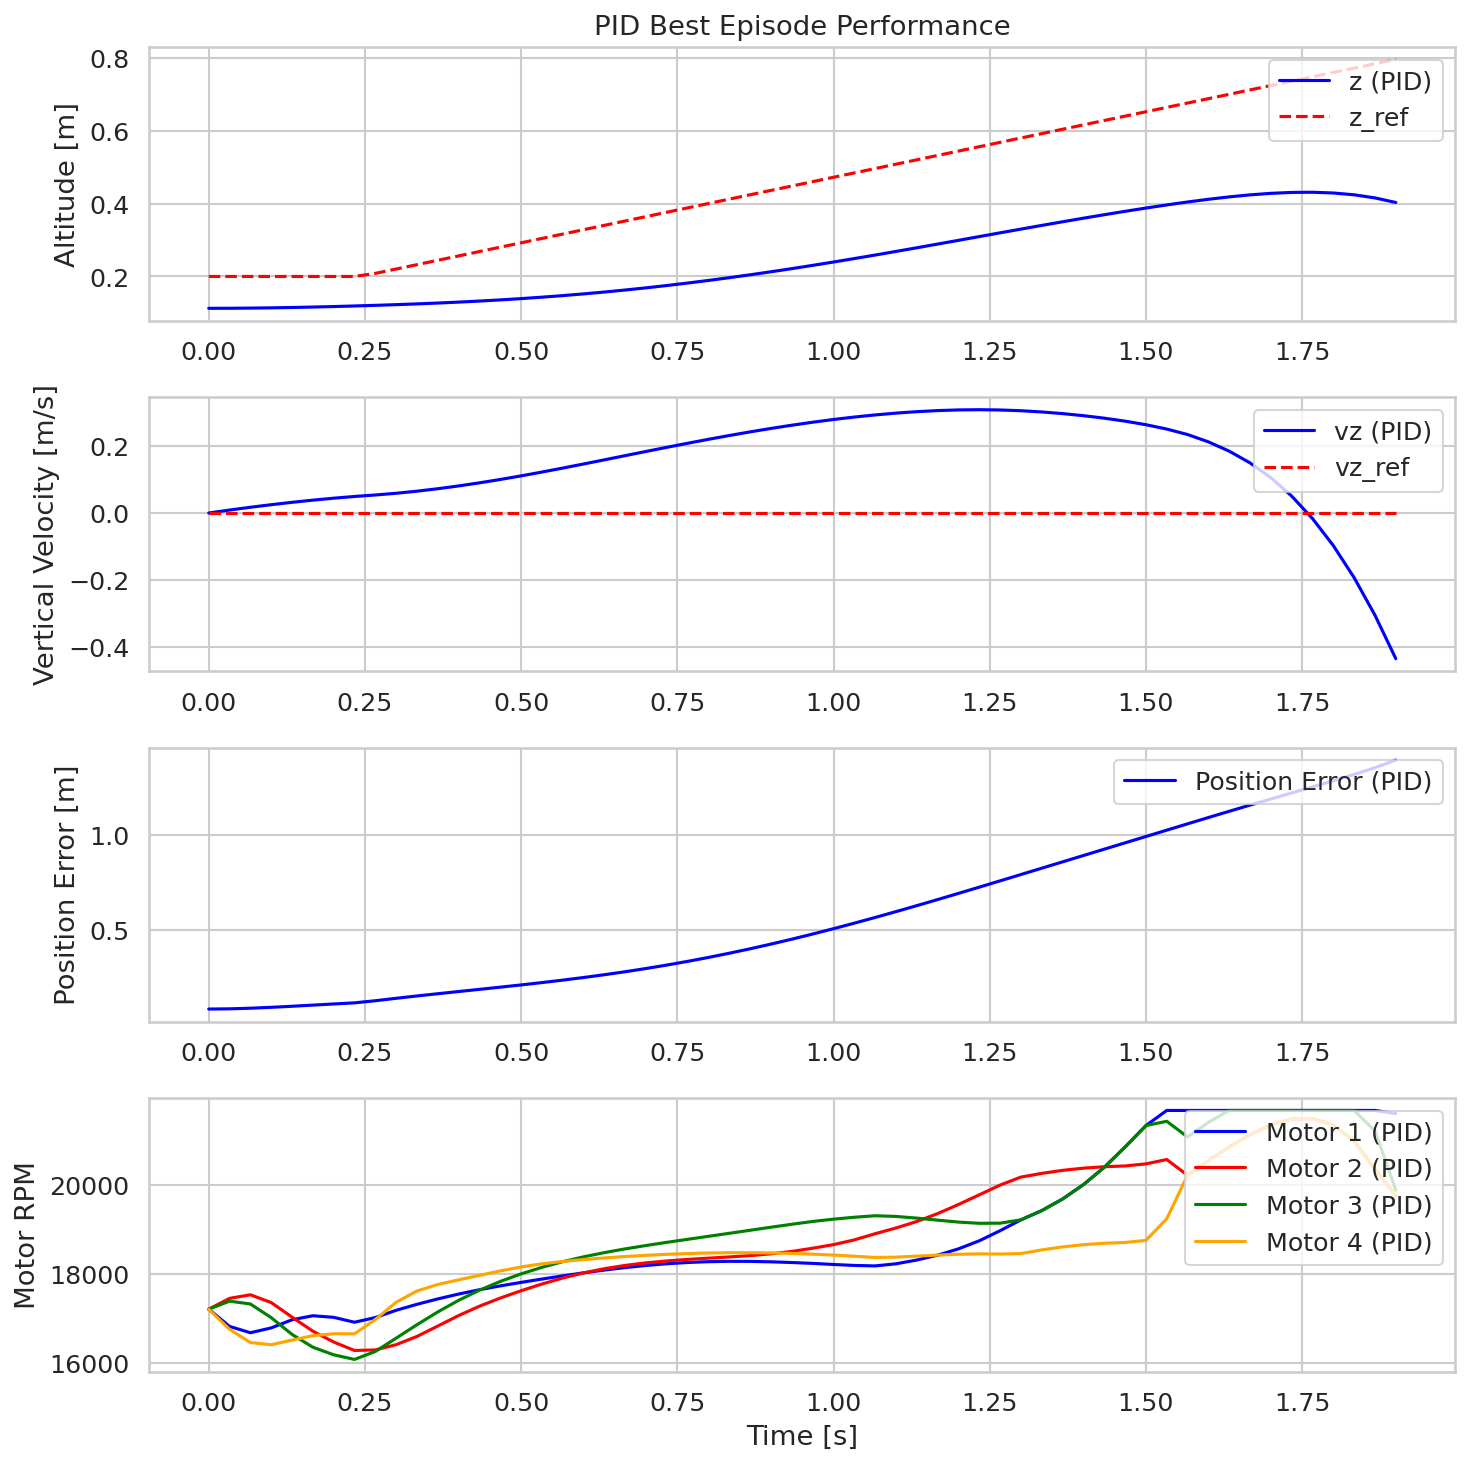 PID Best Episode Performance
Altitude [m]
0.8
0.6
0.4
0.2
z (PID)
z_ref
0.00 0.25 0.50 0.75 1.00 1.25 1.50 1.75
Vertical Velocity [m/s]
0.2
0.0
−0.2
−0.4
vz (PID)
vz_ref
0.00 0.25 0.50 0.75 1.00 1.25 1.50 1.75
Position Error [m]
1.0
0.5
Position Error (PID)
0.00 0.25 0.50 0.75 1.00 1.25 1.50 1.75
Motor RPM
20000
18000
16000
Motor 1 (PID)
Motor 2 (PID)
Motor 3 (PID)
Motor 4 (PID)
0.00 0.25 0.50 0.75 1.00 1.25 1.50 1.75
Time [s]